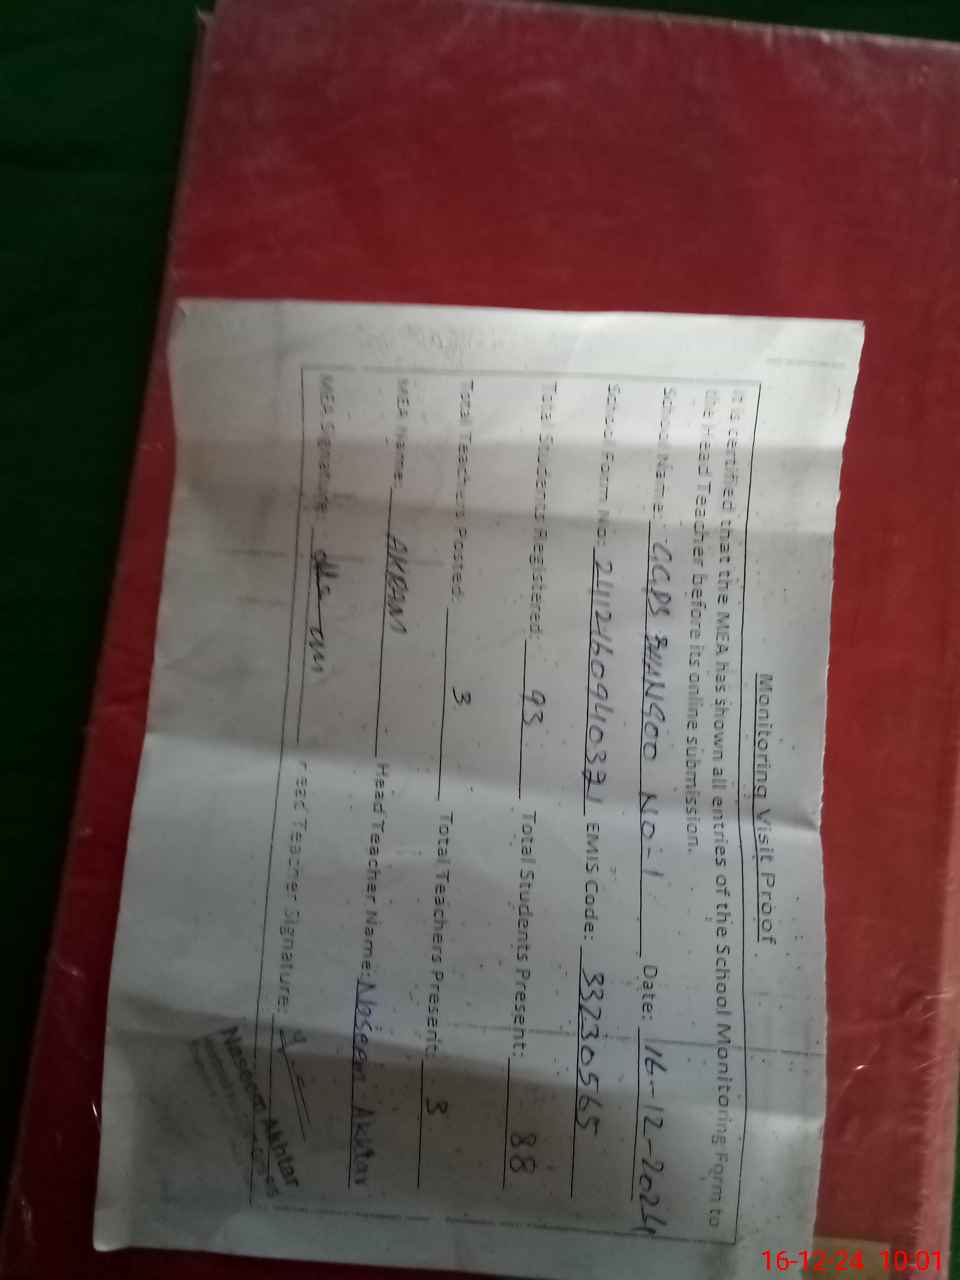 Monitoring Visit Proof
It is certified that the MEA has shown all entries of the School Monitoring Form to
the Head Teacher before its online submission.
School Name: GGPS BHANGOO NO-1 Date: 16-12-2024
School Form No: EMIS Code: 33230565
Total Students Registered: 93 Total Students Present: 88
Total Teachers Posted: 3 Total Teachers Present: 3
MEA Name: AKRAM Head Teacher Name: Naseem Akhtar
MEA Signature: Head Teacher Signature:
Naseem Akhtar
16-12-24 10:01